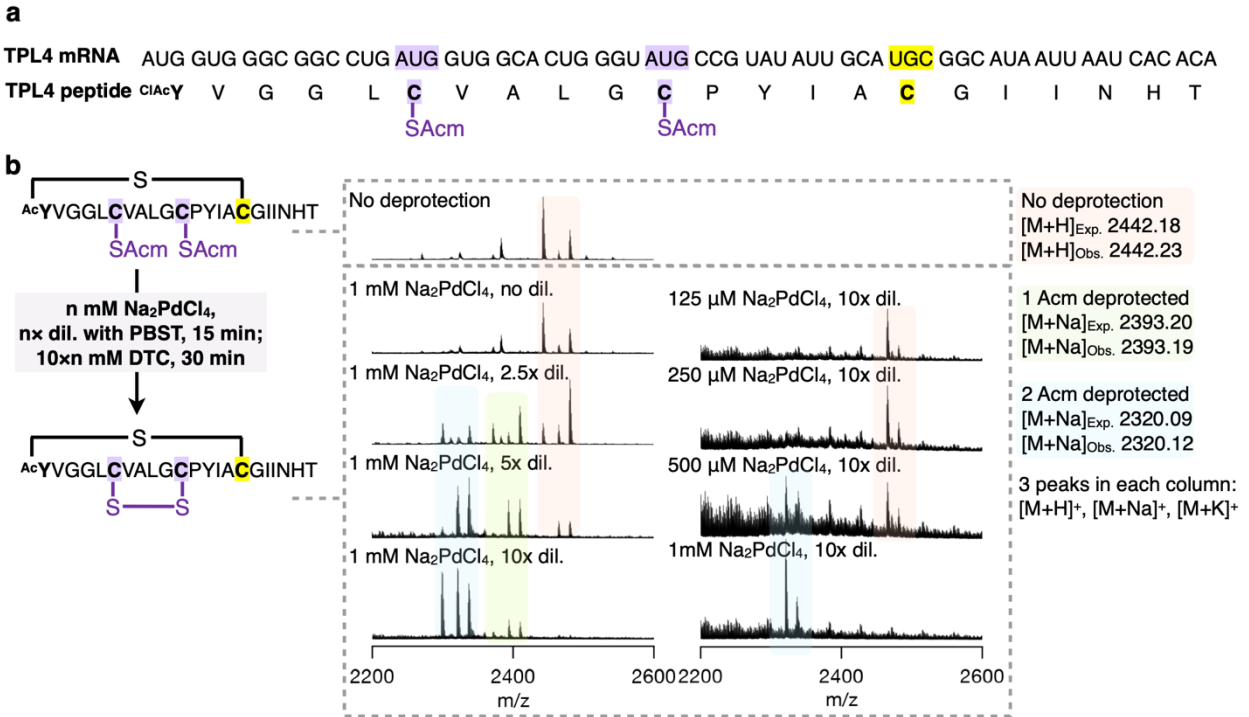 a
TPL4 mRNA AUG GUG GGC GGC CUG AUG GUG GCA CUG GGU AUG CCG UAU AUU GCA UGC GGC AUA AUU AAU CAC ACA
TPL4 peptide ClAcY V G G L C V A L G C P Y I A C G I I N H T
SAcm SAcm
b
S
AcYVGGLCVALGCPYIACGIINHT
SAcm SAcm
n mM Na₂PdCl₄,
n× dil. with PBST, 15 min;
10×n mM DTC, 30 min
S
AcYVGGLCVALGCPYIACGIINHT
S S
No deprotection
1 mM Na₂PdCl₄, no dil.
1 mM Na₂PdCl₄, 2.5x dil.
1 mM Na₂PdCl₄, 5x dil.
1 mM Na₂PdCl₄, 10x dil.
2200 2400 2600
m/z
125 µM Na₂PdCl₄, 10x dil.
250 µM Na₂PdCl₄, 10x dil.
500 µM Na₂PdCl₄, 10x dil.
1mM Na₂PdCl₄, 10x dil.
2200 2400 2600
m/z
No deprotection
[M+H]Exp. 2442.18
[M+H]Obs. 2442.23
1 Acm deprotected
[M+Na]Exp. 2393.20
[M+Na]Obs. 2393.19
2 Acm deprotected
[M+Na]Exp. 2320.09
[M+Na]Obs. 2320.12
3 peaks in each column:
[M+H]⁺, [M+Na]⁺, [M+K]⁺